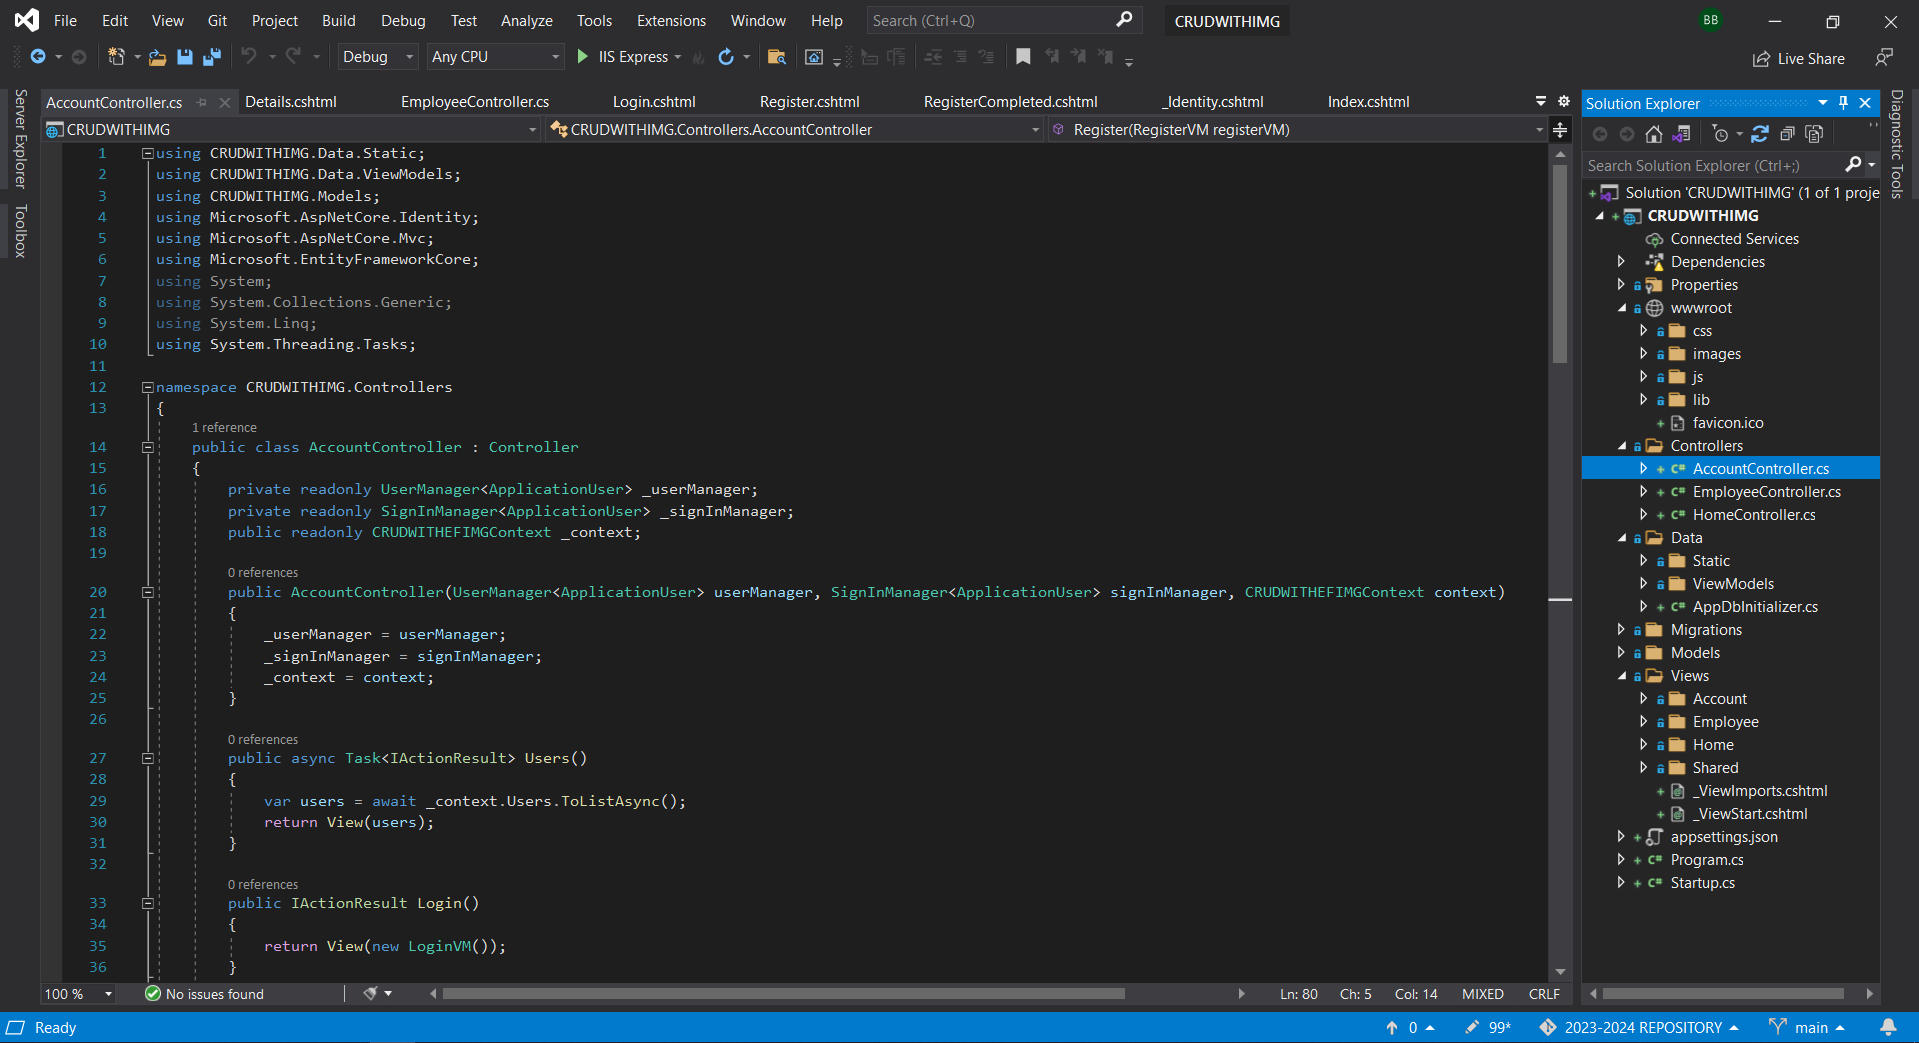 File Edit View Git Project Build Debug Test Analyze Tools Extensions Window Help Search (Ctrl+Q) CRUDWITHIMG BB
Debug Any CPU IIS Express Live Share
Server Explorer
Toolbox
AccountController.cs Details.cshtml EmployeeController.cs Login.cshtml Register.cshtml RegisterCompleted.cshtml _Identity.cshtml Index.cshtml
CRUDWITHIMG CRUDWITHIMG.Controllers.AccountController Register(RegisterVM registerVM)
1 using CRUDWITHIMG.Data.Static;
2 using CRUDWITHIMG.Data.ViewModels;
3 using CRUDWITHIMG.Models;
4 using Microsoft.AspNetCore.Identity;
5 using Microsoft.AspNetCore.Mvc;
6 using Microsoft.EntityFrameworkCore;
7 using System;
8 using System.Collections.Generic;
9 using System.Linq;
10 using System.Threading.Tasks;
11
12 namespace CRUDWITHIMG.Controllers
13 {
1 reference
14 public class AccountController : Controller
15 {
16 private readonly UserManager<ApplicationUser> _userManager;
17 private readonly SignInManager<ApplicationUser> _signInManager;
18 public readonly CRUDWITHEFIMGContext _context;
19
0 references
20 public AccountController(UserManager<ApplicationUser> userManager, SignInManager<ApplicationUser> signInManager, CRUDWITHEFIMGContext context)
21 {
22 _userManager = userManager;
23 _signInManager = signInManager;
24 _context = context;
25 }
26
0 references
27 public async Task<IActionResult> Users()
28 {
29 var users = await _context.Users.ToListAsync();
30 return View(users);
31 }
32
0 references
33 public IActionResult Login()
34 {
35 return View(new LoginVM());
36 }
100 % No issues found Ln: 80 Ch: 5 Col: 14 MIXED CRLF
Solution Explorer
Search Solution Explorer (Ctrl+;)
Solution 'CRUDWITHIMG' (1 of 1 proje
CRUDWITHIMG
Connected Services
Dependencies
Properties
wwwroot
css
images
js
lib
favicon.ico
Controllers
C# AccountController.cs
C# EmployeeController.cs
C# HomeController.cs
Data
Static
ViewModels
C# AppDbInitializer.cs
Migrations
Models
Views
Account
Employee
Home
Shared
_ViewImports.cshtml
_ViewStart.cshtml
appsettings.json
C# Program.cs
C# Startup.cs
Diagnostic Tools
Ready 0 99* 2023-2024 REPOSITORY main